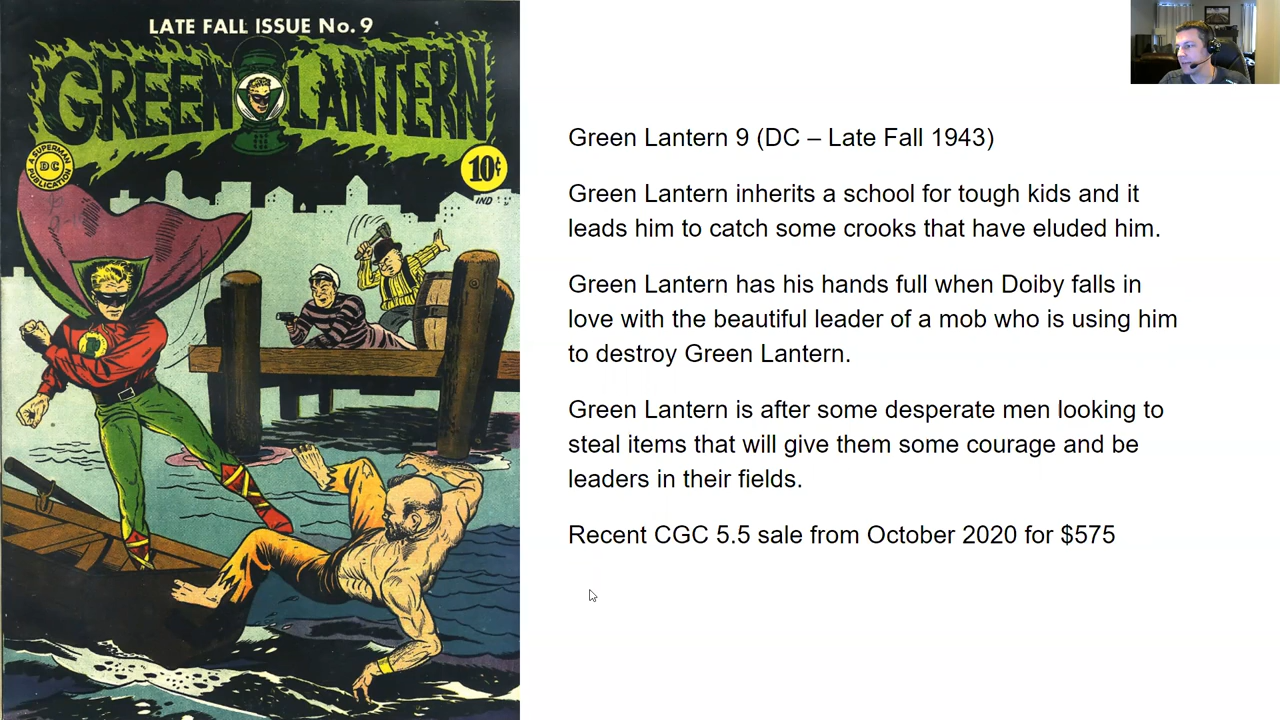 LATE FALL ISSUE No. 9
GREEN LANTERN
A SUPERMAN
DC
PUBLICATION
10¢
IND
Green Lantern 9 (DC – Late Fall 1943)
Green Lantern inherits a school for tough kids and it
leads him to catch some crooks that have eluded him.
Green Lantern has his hands full when Doiby falls in
love with the beautiful leader of a mob who is using him
to destroy Green Lantern.
Green Lantern is after some desperate men looking to
steal items that will give them some courage and be
leaders in their fields.
Recent CGC 5.5 sale from October 2020 for $575